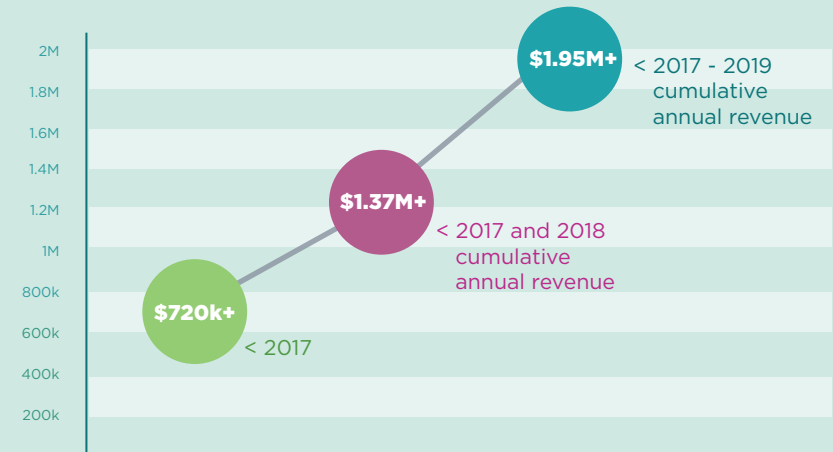 2M
1.8M
1.6M
1.4M
1.2M
1M
800k
600k
400k
200k
$1.95M+
< 2017 - 2019
cumulative
annual revenue
$1.37M+
< 2017 and 2018
cumulative
annual revenue
$720k+
< 2017